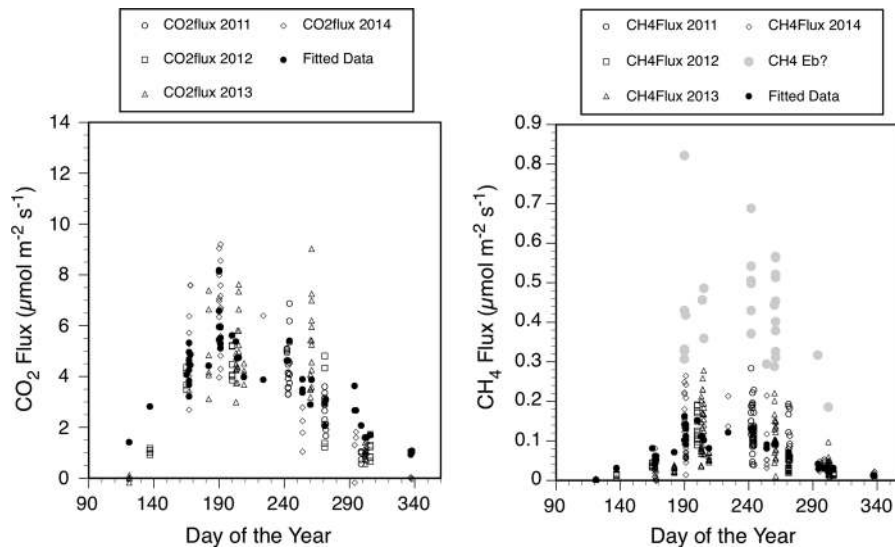 CO2flux 2011 CO2flux 2014
CO2flux 2012 Fitted Data
CO2flux 2013
CH4Flux 2011 CH4Flux 2014
CH4Flux 2012 CH4 Eb?
CH4Flux 2013 Fitted Data
14
12
10
8
6
4
2
0
CO₂ Flux (µmol m⁻² s⁻¹)
90 140 190 240 290 340
Day of the Year
0.9
0.8
0.7
0.6
0.5
0.4
0.3
0.2
0.1
0
CH₄ Flux (µmol m⁻² s⁻¹)
90 140 190 240 290 340
Day of the Year